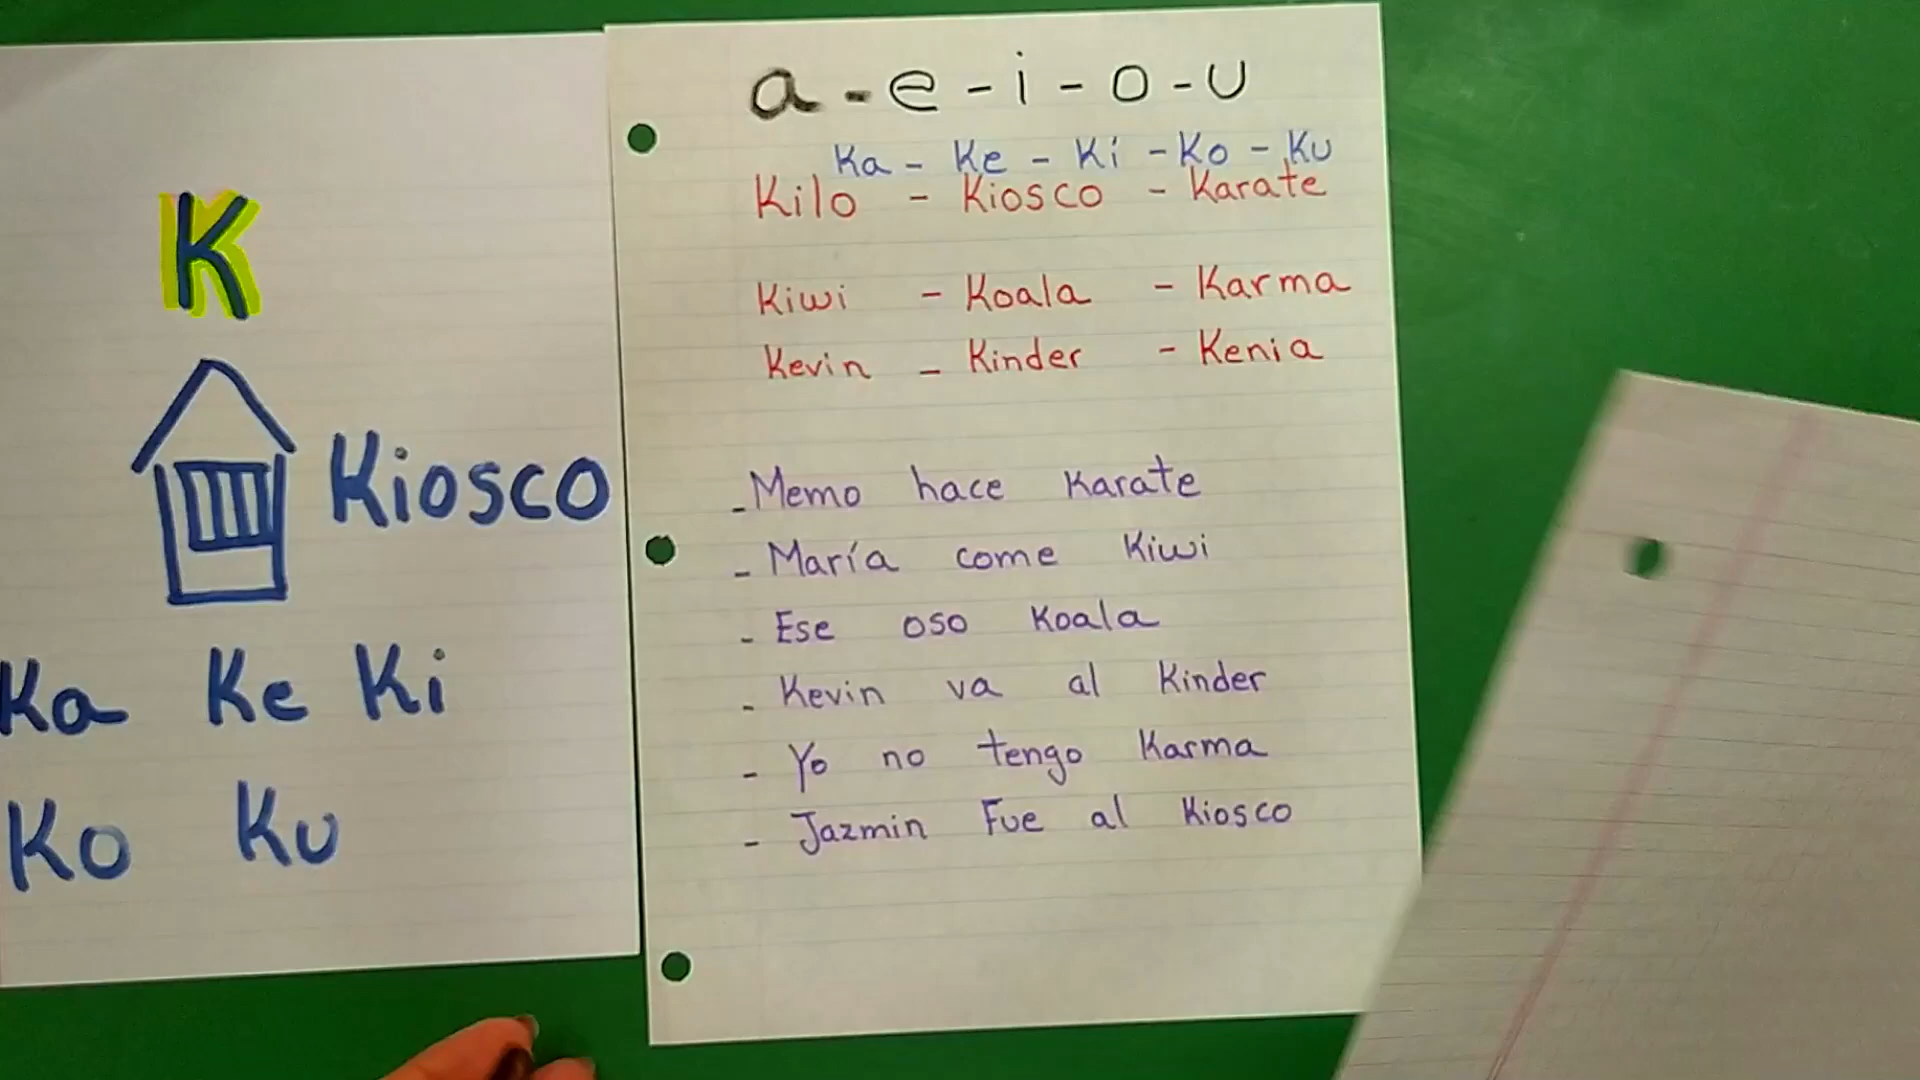 K
Kiosco
Ka Ke Ki
Ko Ku
a - e - i - o - u
Ka - Ke - Ki - Ko - Ku
Kilo - Kiosco - Karate
Kiwi - Koala - Karma
Kevin - Kinder - Kenia
- Memo hace Karate
- María come Kiwi
- Ese oso Koala
- Kevin va al Kinder
- Yo no tengo Karma
- Jazmin Fue al Kiosco